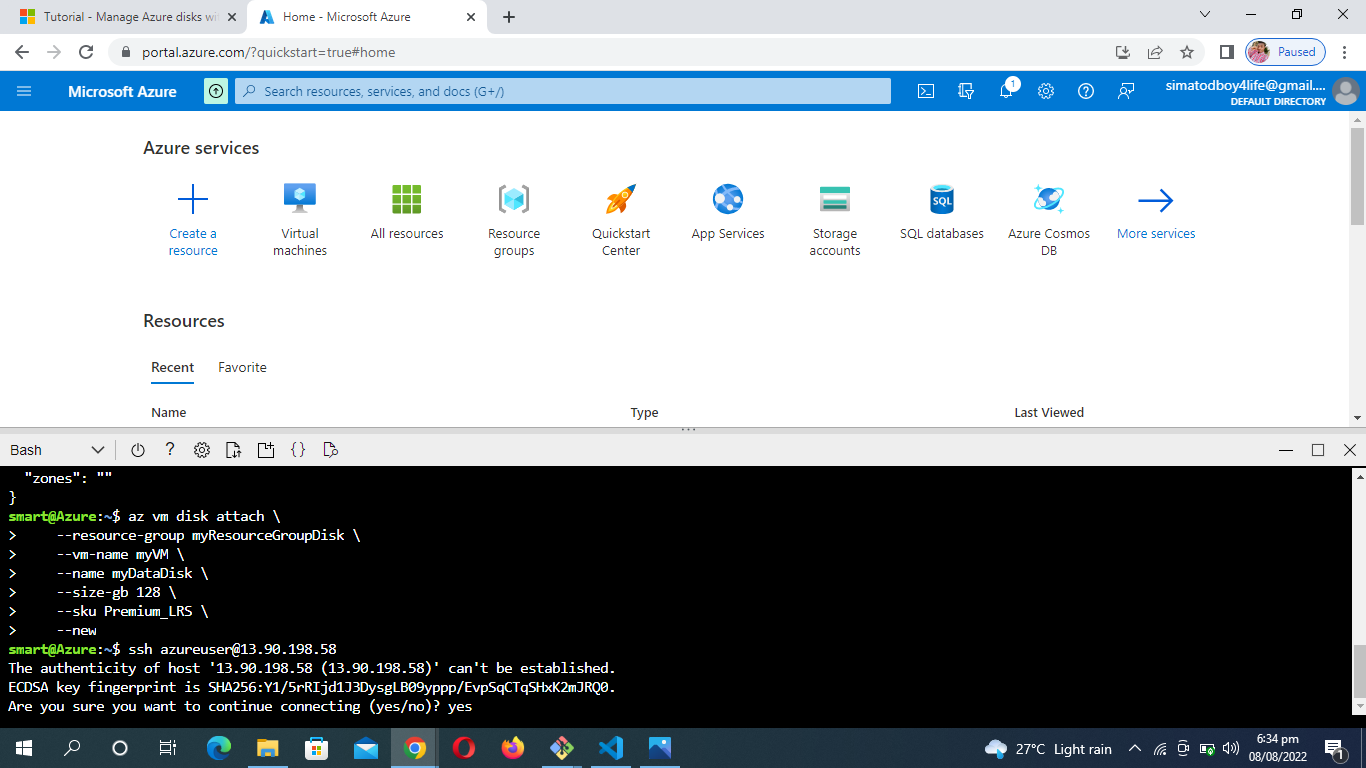 Tutorial - Manage Azure disks wi
Home - Microsoft Azure
portal.azure.com/?quickstart=true#home
Paused
Microsoft Azure
Search resources, services, and docs (G+/)
1
simatodboy4life@gmail....
DEFAULT DIRECTORY
Azure services
Create a resource
Virtual machines
All resources
Resource groups
Quickstart Center
App Services
Storage accounts
SQL
SQL databases
Azure Cosmos DB
More services
Resources
Recent
Favorite
Name
Type
Last Viewed
Bash
"zones": ""
}
smart@Azure:~$ az vm disk attach \
>     --resource-group myResourceGroupDisk \
>     --vm-name myVM \
>     --name myDataDisk \
>     --size-gb 128 \
>     --sku Premium_LRS \
>     --new
smart@Azure:~$ ssh azureuser@13.90.198.58
The authenticity of host '13.90.198.58 (13.90.198.58)' can't be established.
ECDSA key fingerprint is SHA256:Y1/5rRIjd1J3DysgLB09yppp/EvpSqCTqSHxK2mJRQ0.
Are you sure you want to continue connecting (yes/no)? yes
27°C Light rain
6:34 pm
08/08/2022
1